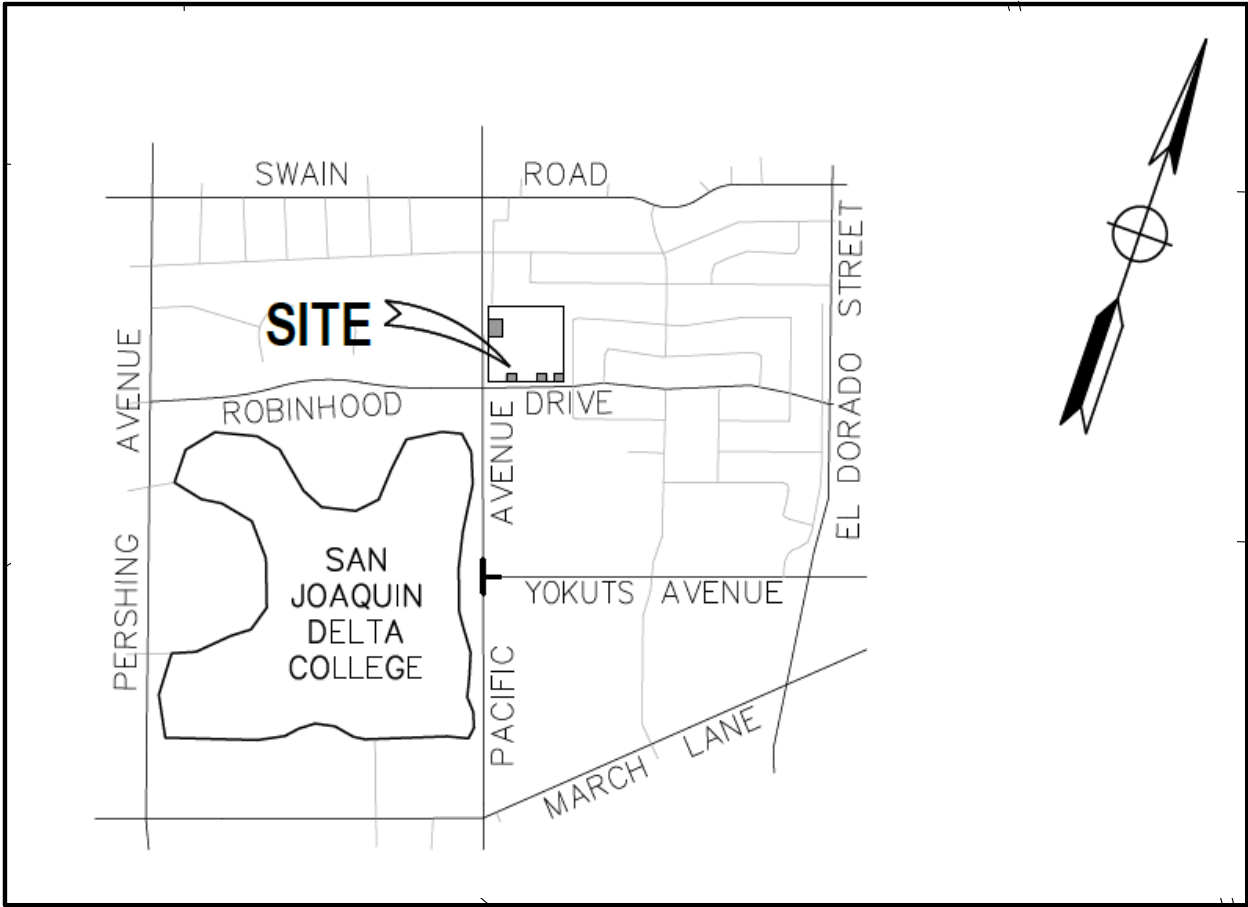 SWAIN ROAD
SITE
ROBINHOOD DRIVE
PERSHING AVENUE
PACIFIC AVENUE
EL DORADO STREET
SAN
JOAQUIN
DELTA
COLLEGE
YOKUTS AVENUE
MARCH LANE